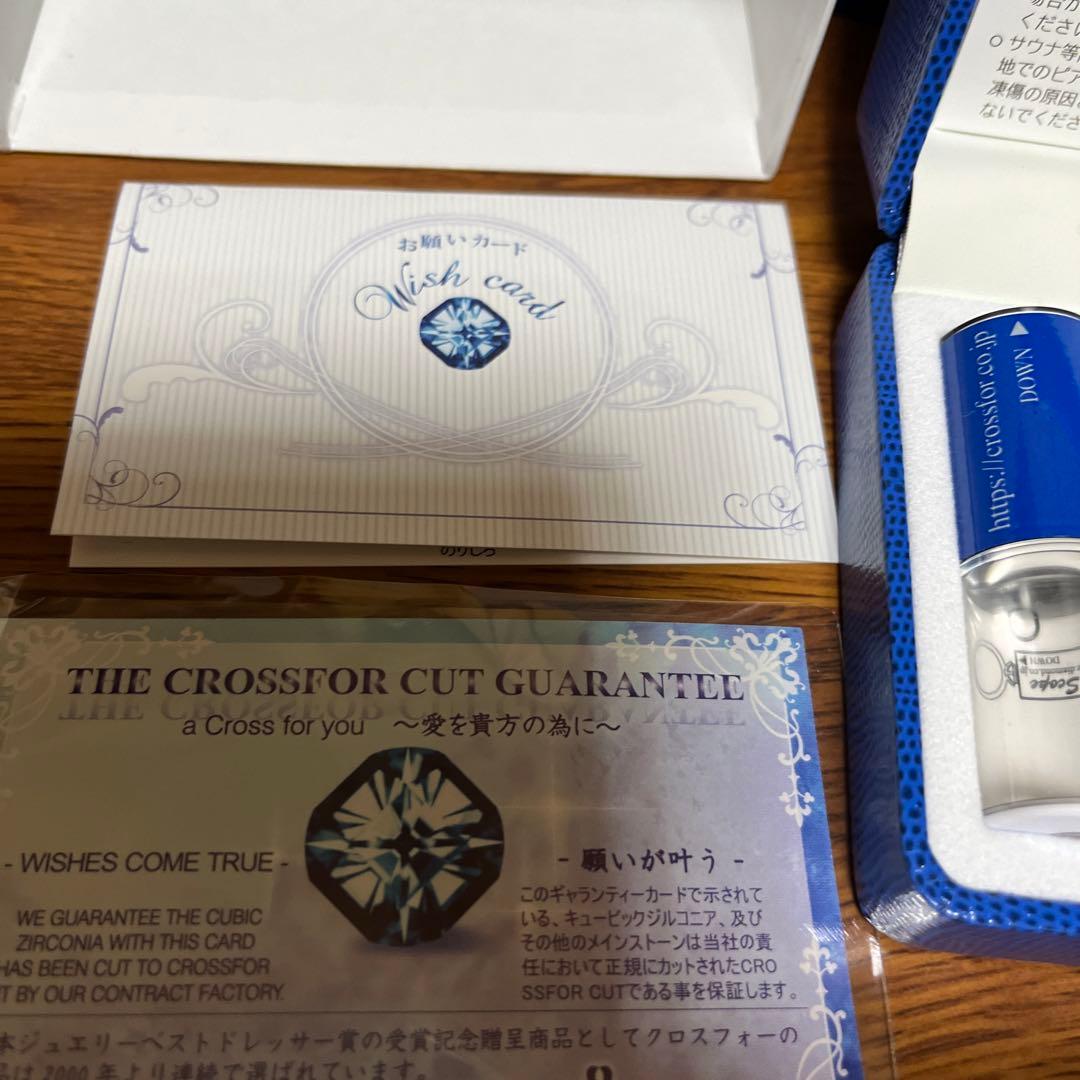 ください
○ サウナ等
地でのピア
凍傷の原因
ないでくださ
お願いカード
Wish card
https://crossfor.co.jp
DOWN ▲
Scope
DOWN
のりしろ
THE CROSSFOR CUT GUARANTEE
a Cross for you ～愛を貴方の為に～
- WISHES COME TRUE -
WE GUARANTEE THE CUBIC
ZIRCONIA WITH THIS CARD
HAS BEEN CUT TO CROSSFOR
BY OUR CONTRACT FACTORY.
- 願いが叶う -
このギャランティーカードで示されて
いる、キュービックジルコニア、及び
その他のメインストーンは当社の責
任において正規にカットされたCRO
SSFOR CUTである事を保証します。
本ジュエリーベストドレッサー賞の受賞記念贈呈商品としてクロスフォーの
は2000年より連続で選ばれています。